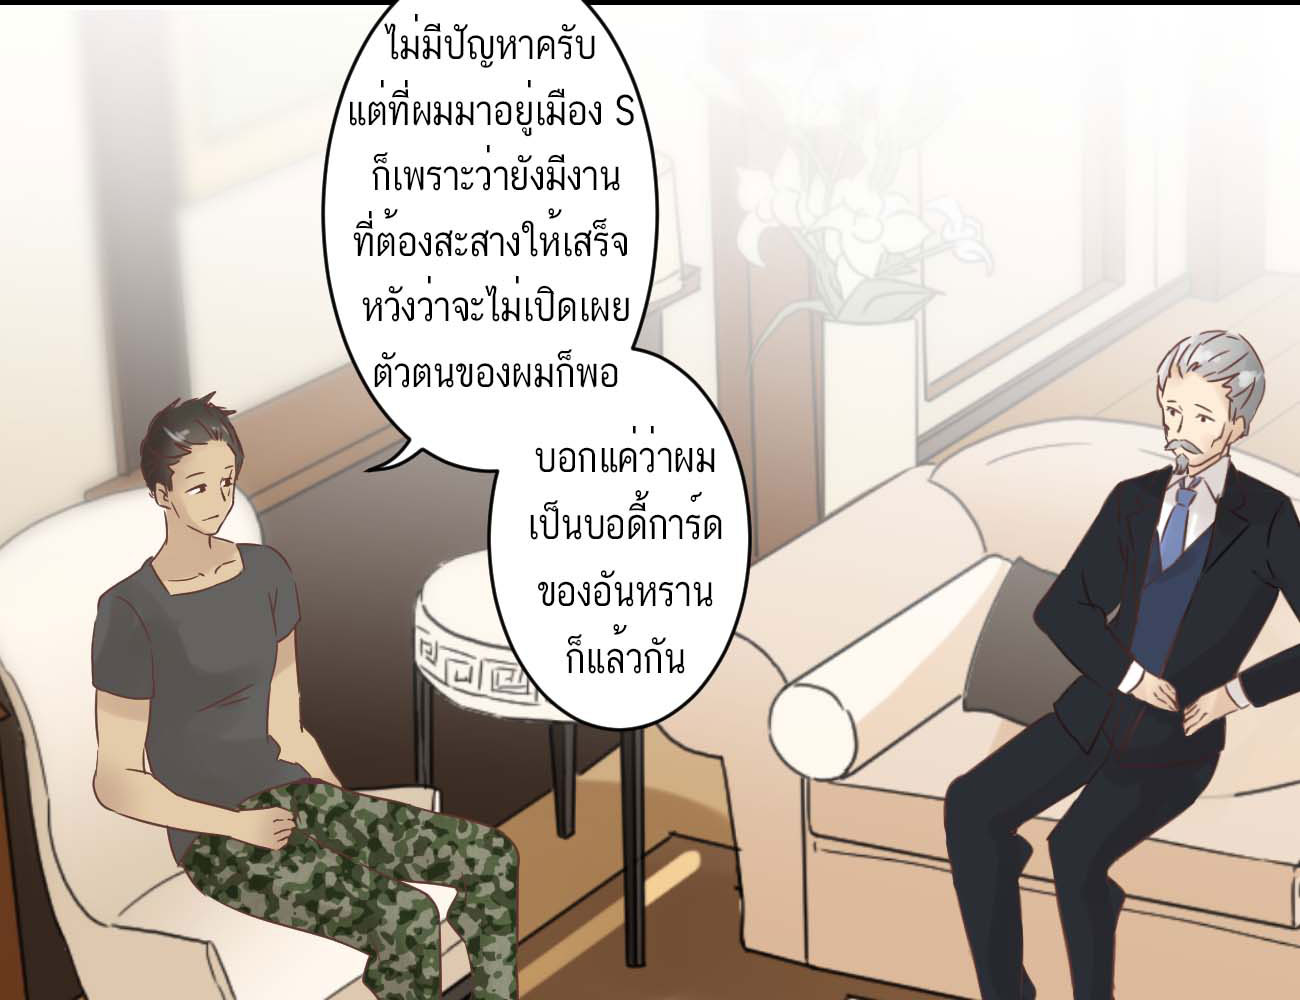 ไม่มีปัญหาครับ
แต่ที่ผมมาอยู่เมือง S
ก็เพราะว่ายังมีงาน
ที่ต้องสะสางให้เสร็จ
หวังว่าจะไม่เปิดเผย
ตัวตนของผมก็พอ
บอกแค่ว่าผม
เป็นบอดี้การ์ด
ของอันหราน
ก็แล้วกัน